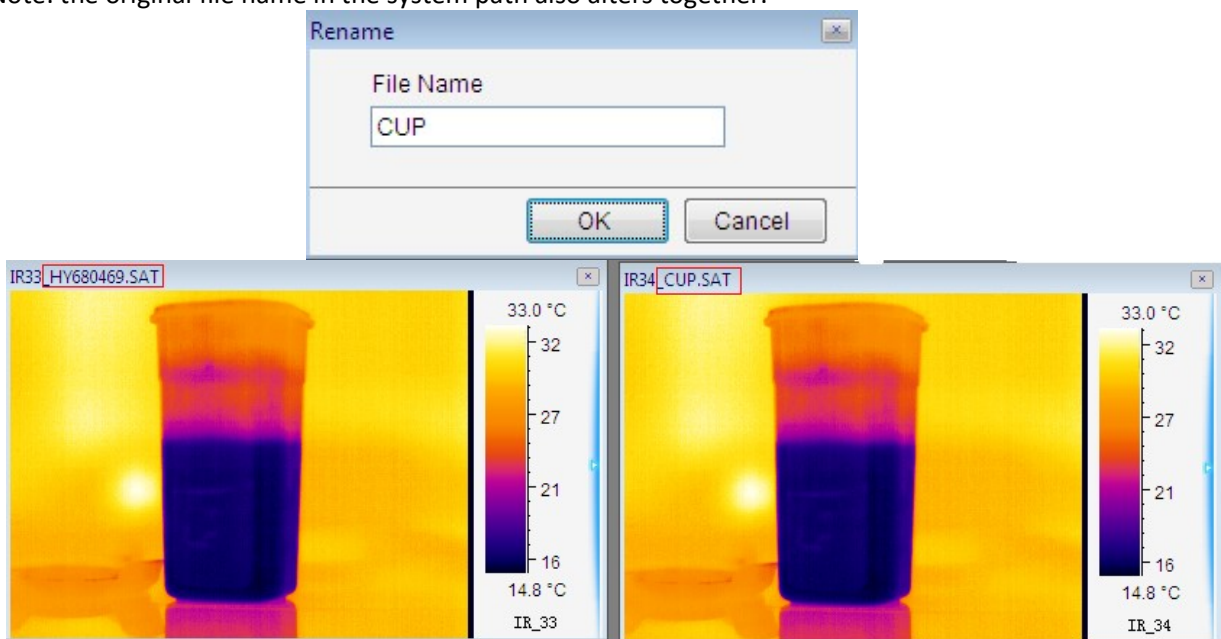 Note: the original file name in the system path also alters together.
Rename
File Name
CUP
OK Cancel
IR33_HY680469.SAT
33.0 °C
32
27
21
16
14.8 °C
IR_33
IR34_CUP.SAT
33.0 °C
32
27
21
16
14.8 °C
IR_34